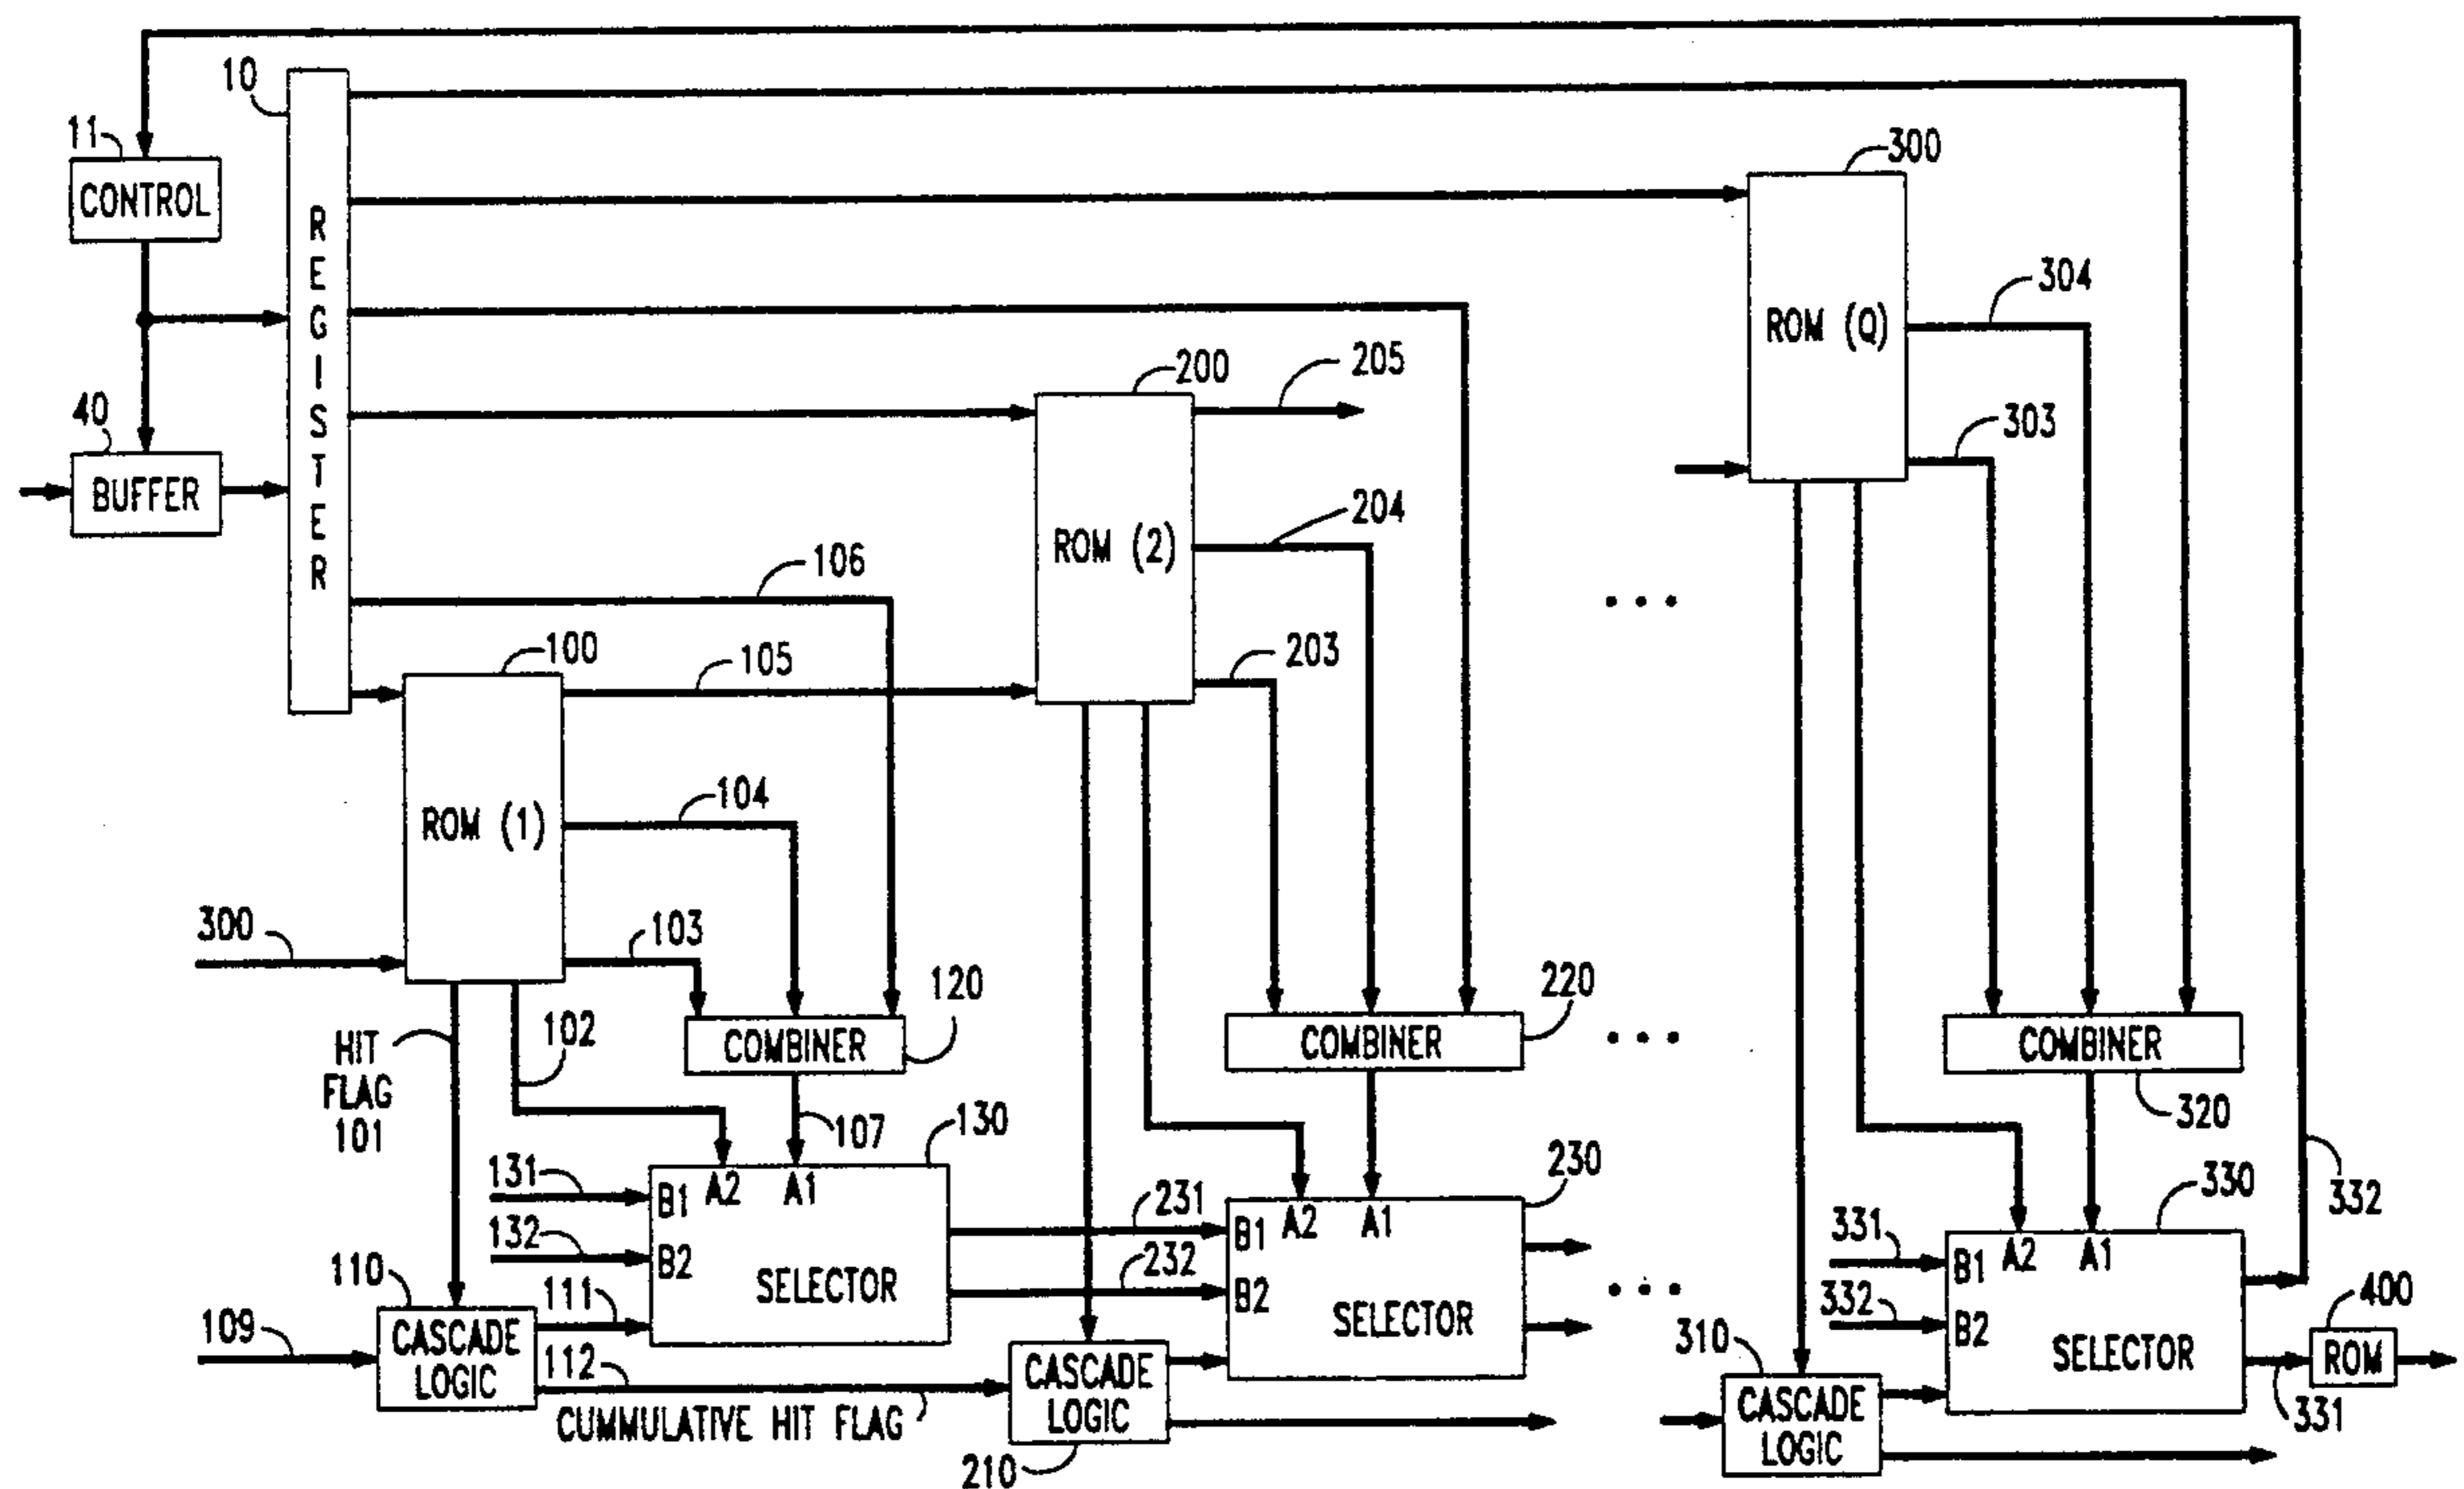 10
11
CONTROL
REGISTER
300
ROM (Q)
304
303
40
BUFFER
200
205
ROM (2)
204
203
106
100
105
ROM (1)
104
103
300
HIT
FLAG
101
102
120
COMBINER
107
220
COMBINER
COMBINER
320
130
131
132
B1
B2
A2
A1
SELECTOR
231
232
230
B1
B2
A2
A1
SELECTOR
331
332
330
B1
B2
A2
A1
SELECTOR
332
400
ROM
331
110
109
CASCADE
LOGIC
111
112
CUMMULATIVE HIT FLAG
CASCADE
LOGIC
210
310
CASCADE
LOGIC